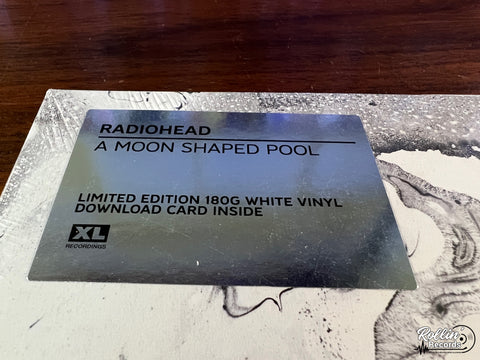 RADIOHEAD
A MOON SHAPED POOL
LIMITED EDITION 180G WHITE VINYL
DOWNLOAD CARD INSIDE
XL
RECORDINGS
Rollin'
Records